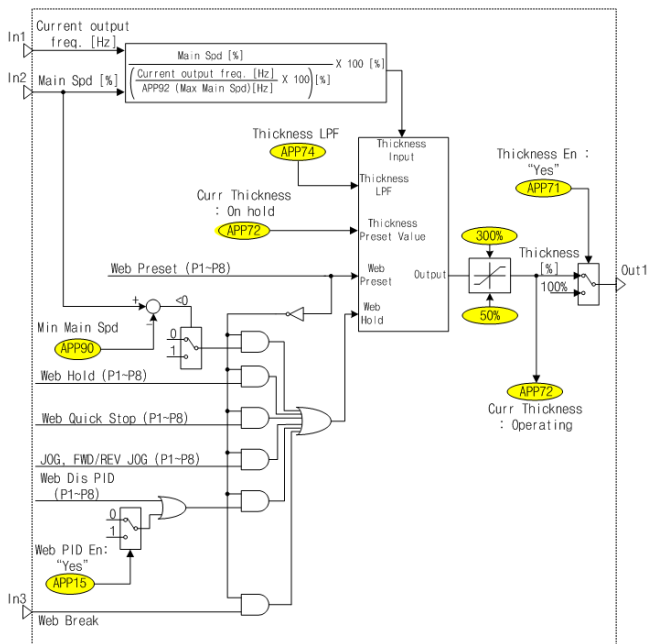 Current output
freq. [Hz]
In1
In2
Main Spd [%]
Main Spd [%]
Current output freq. [Hz]
APP92 (Max Main Spd)[Hz]
X 100
[%]
X 100 [%]
Thickness LPF
APP74
Thickness
Input
Thickness
LPF
Curr Thickness
: On hold
APP72
Thickness
Preset Value
Web Preset (P1~P8)
Web
Preset
Output
Web
Hold
300%
50%
Thickness En :
"Yes"
APP71
Thickness
[%]
100%
Out1
APP72
Curr Thickness
: Operating
+
-
<0
Min Main Spd
APP90
0
1
Web Hold (P1~P8)
Web Quick Stop (P1~P8)
JOG, FWD/REV JOG (P1~P8)
Web Dis PID
(P1~P8)
0
1
Web PID En:
"Yes"
APP15
In3
Web Break